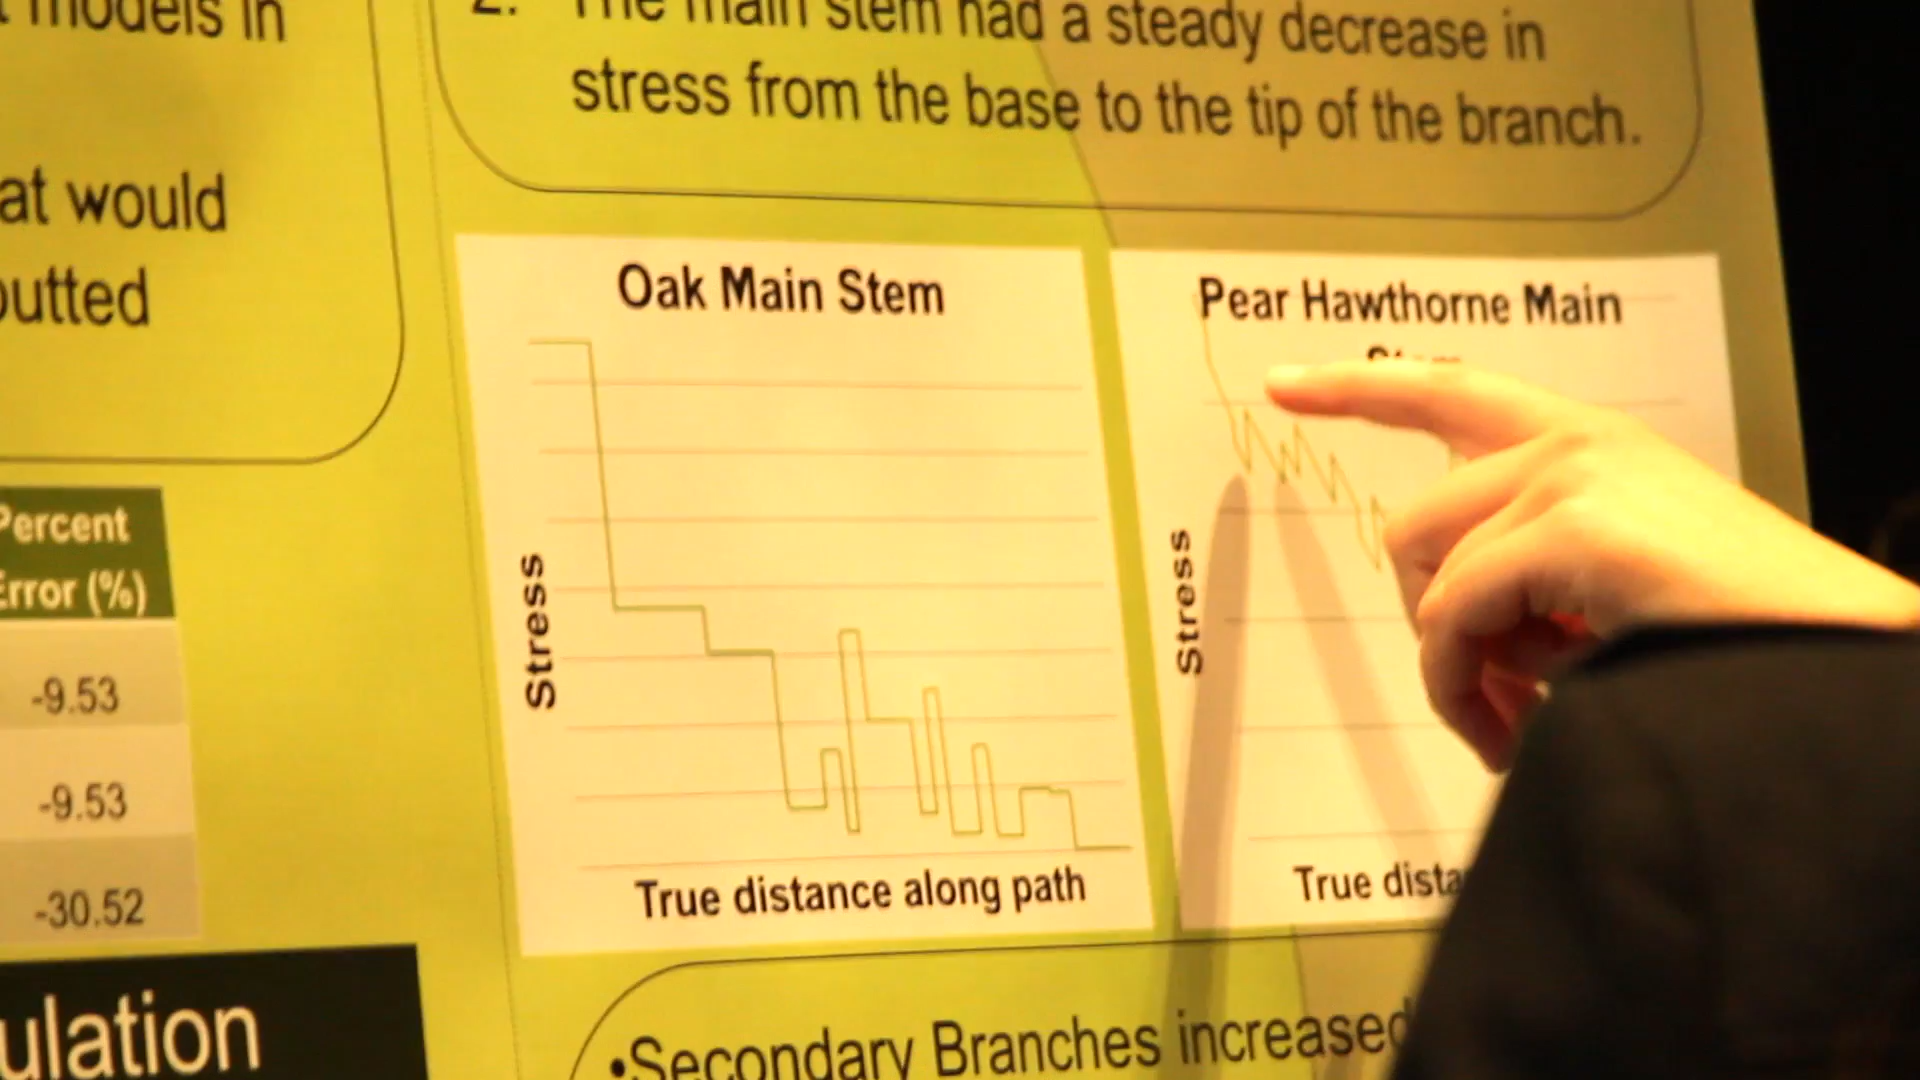 models in
at would
outted
Percent
Error (%)
-9.53
-9.53
-30.52
ulation
2. The main stem had a steady decrease in
stress from the base to the tip of the branch.
Oak Main Stem
Stress
True distance along path
Pear Hawthorne Main
Stem
Stress
True dista
•Secondary Branches increased